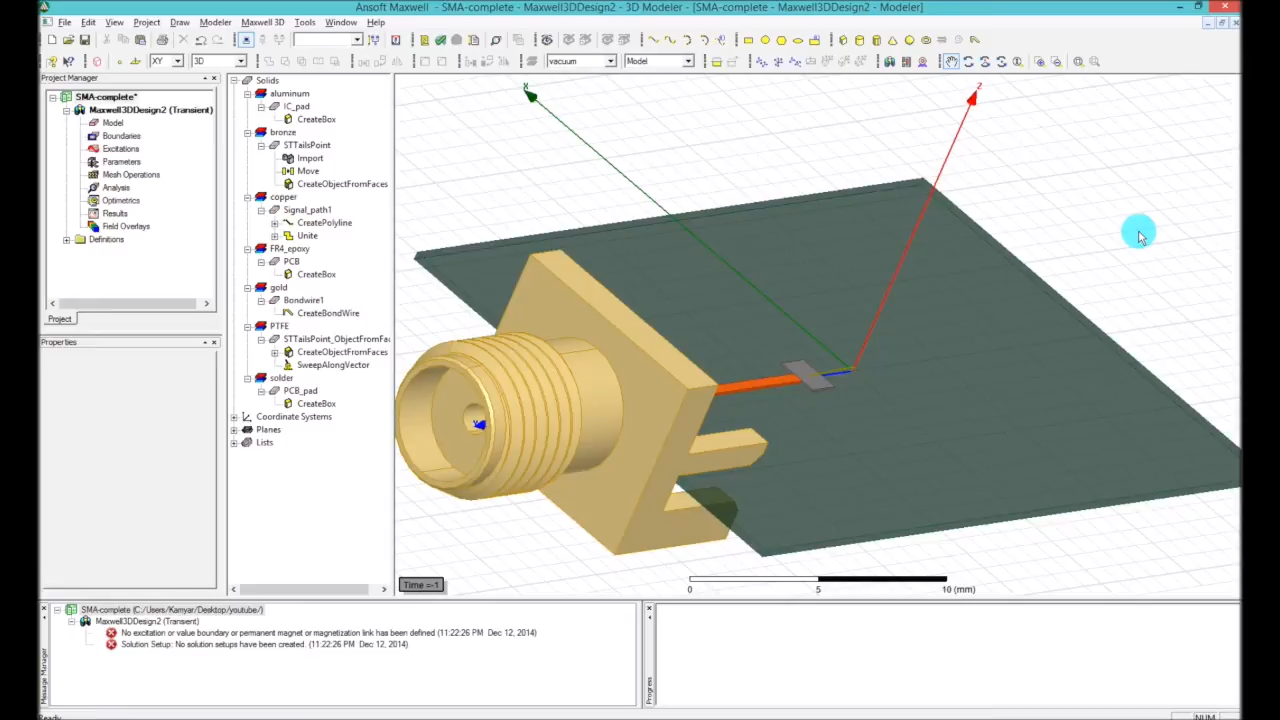 Ansoft Maxwell - SMA-complete - Maxwell3DDesign2 - 3D Modeler - [SMA-complete - Maxwell3DDesign2 - Modeler]
File Edit View Project Draw Modeler Maxwell 3D Tools Window Help
XY 3D vacuum Model
Project Manager
SMA-complete*
Maxwell3DDesign2 (Transient)
Model
Boundaries
Excitations
Parameters
Mesh Operations
Analysis
Optimetrics
Results
Field Overlays
Definitions
Project
Properties
Solids
aluminum
IC_pad
CreateBox
bronze
STTailsPoint
Import
Move
CreateObjectFromFaces
copper
Signal_path1
CreatePolyline
Unite
FR4_epoxy
PCB
CreateBox
gold
Bondwire1
CreateBondWire
PTFE
STTailsPoint_ObjectFromFa
CreateObjectFromFaces
SweepAlongVector
solder
PCB_pad
CreateBox
Coordinate Systems
Planes
Lists
Z
Time =-1
0 5 10 (mm)
SMA-complete (C:/Users/Kamyar/Desktop/youtube/)
Maxwell3DDesign2 (Transient)
No excitation or value boundary or permanent magnet or magnetization link has been defined (11:22:26 PM Dec 12, 2014)
Solution Setup: No solution setups have been created. (11:22:26 PM Dec 12, 2014)
Message Manager
Progress
Ready
NUM